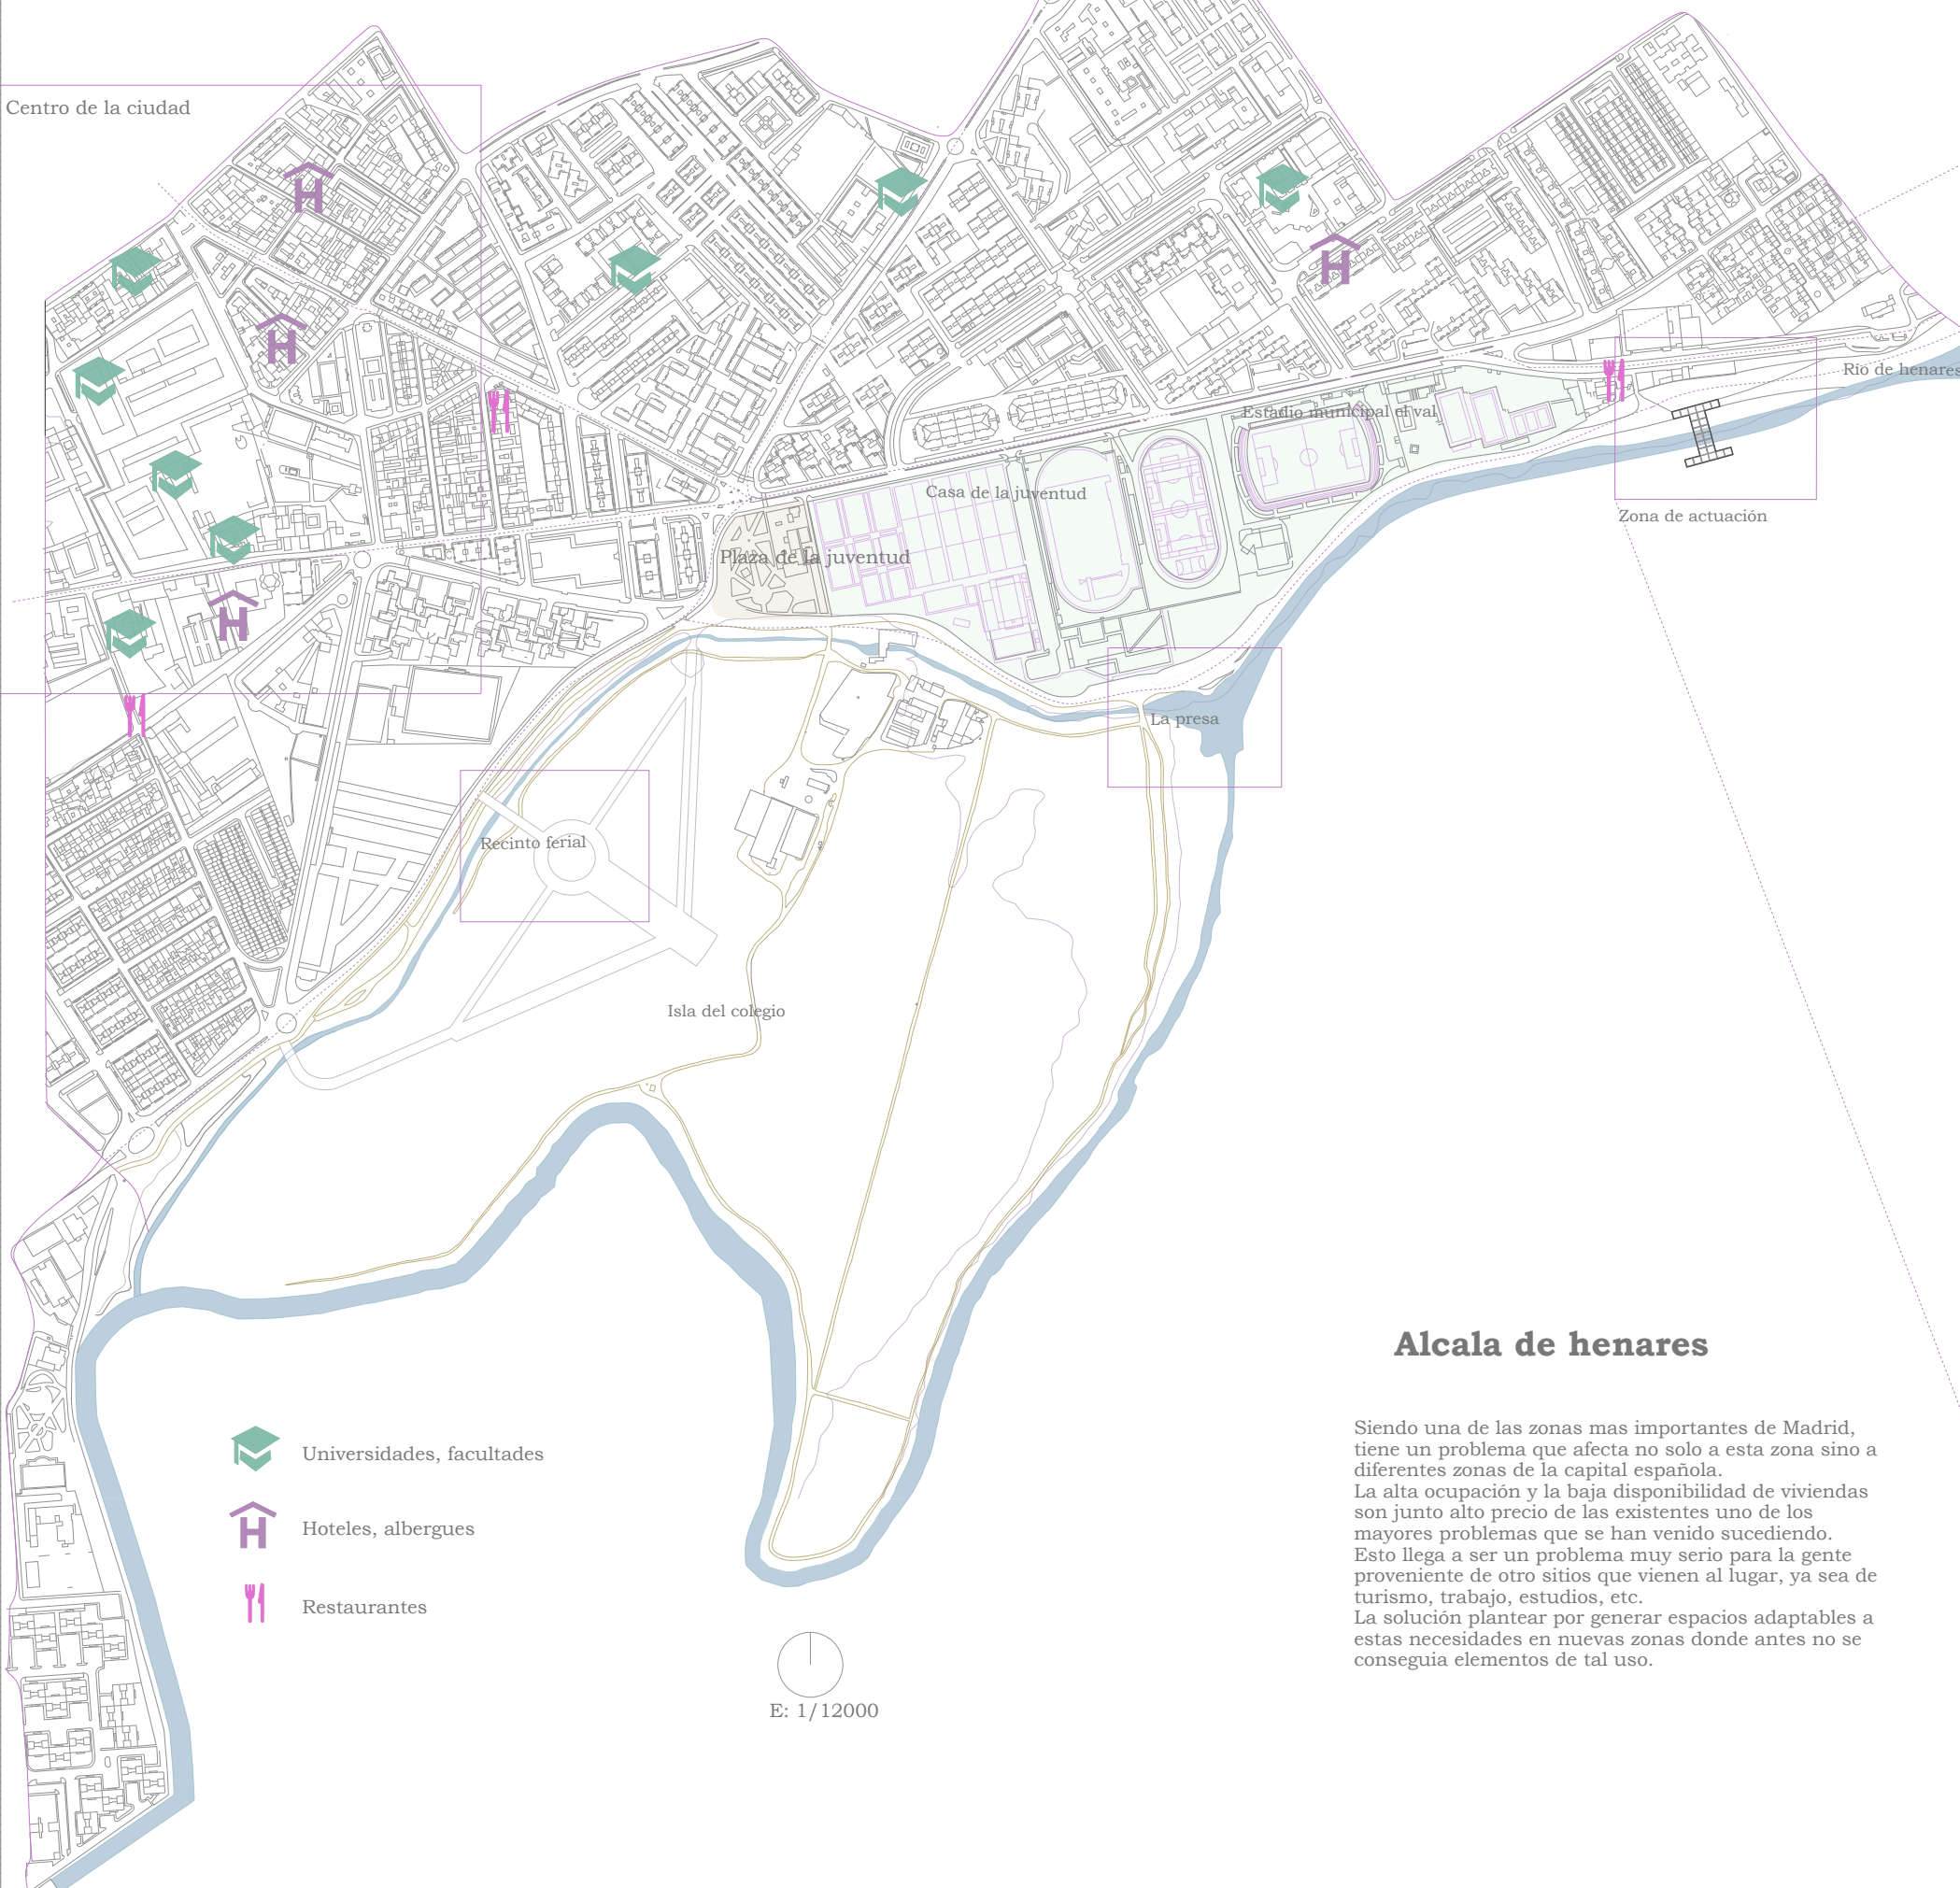 Centro de la ciudad
Rio de henares
Estadio municipal el val
Casa de la juventud
Zona de actuación
Plaza de la juventud
La presa
Recinto ferial
Isla del colegio
Alcala de henares
Siendo una de las zonas mas importantes de Madrid,
tiene un problema que afecta no solo a esta zona sino a
diferentes zonas de la capital española.
La alta ocupación y la baja disponibilidad de viviendas
son junto alto precio de las existentes uno de los
mayores problemas que se han venido sucediendo.
Esto llega a ser un problema muy serio para la gente
proveniente de otro sitios que vienen al lugar, ya sea de
turismo, trabajo, estudios, etc.
La solución plantear por generar espacios adaptables a
estas necesidades en nuevas zonas donde antes no se
conseguia elementos de tal uso.
Universidades, facultades
H Hoteles, albergues
Restaurantes
E: 1/12000